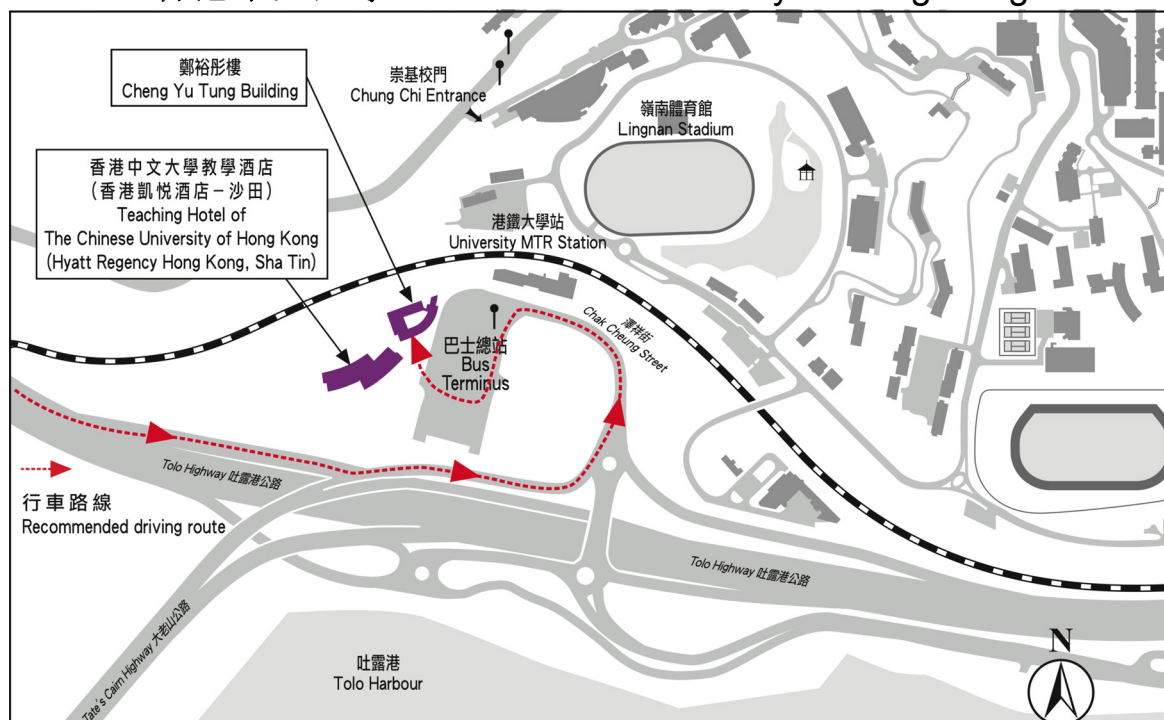 鄭裕彤樓
Cheng Yu Tung Building
崇基校門
Chung Chi Entrance
嶺南體育館
Lingnan Stadium
香港中文大學教學酒店
(香港凱悅酒店－沙田)
Teaching Hotel of
The Chinese University of Hong Kong
(Hyatt Regency Hong Kong, Sha Tin)
港鐵大學站
University MTR Station
澤祥街
Chak Cheung Street
巴士總站
Bus
Terminus
Tolo Highway 吐露港公路
行車路線
Recommended driving route
Tolo Highway 吐露港公路
Tate's Cairn Highway 大老山公路
吐露港
Tolo Harbour
N